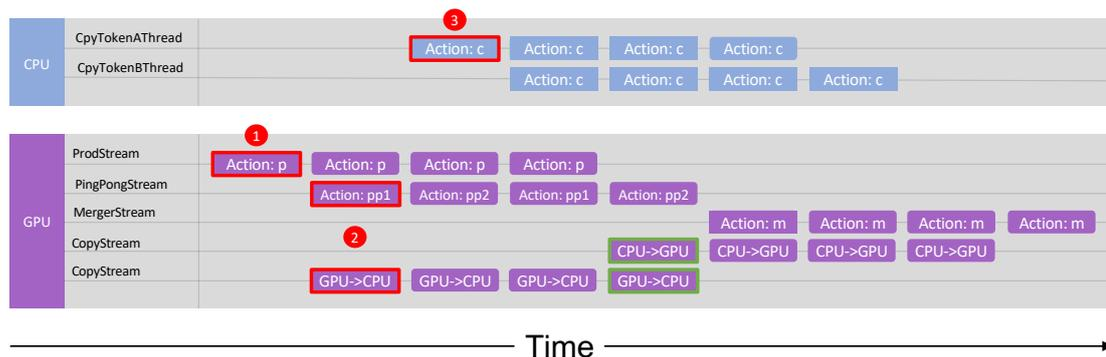 3
CpyTokenAThread
Action: c Action: c Action: c Action: c
CPU
CpyTokenBThread
Action: c Action: c Action: c Action: c
1
ProdStream
Action: p Action: p Action: p Action: p
PingPongStream
Action: pp1 Action: pp2 Action: pp1 Action: pp2
MergerStream
GPU
Action: m Action: m Action: m Action: m
2
CopyStream
CPU->GPU CPU->GPU CPU->GPU CPU->GPU
CopyStream
GPU->CPU GPU->CPU GPU->CPU GPU->CPU
Time